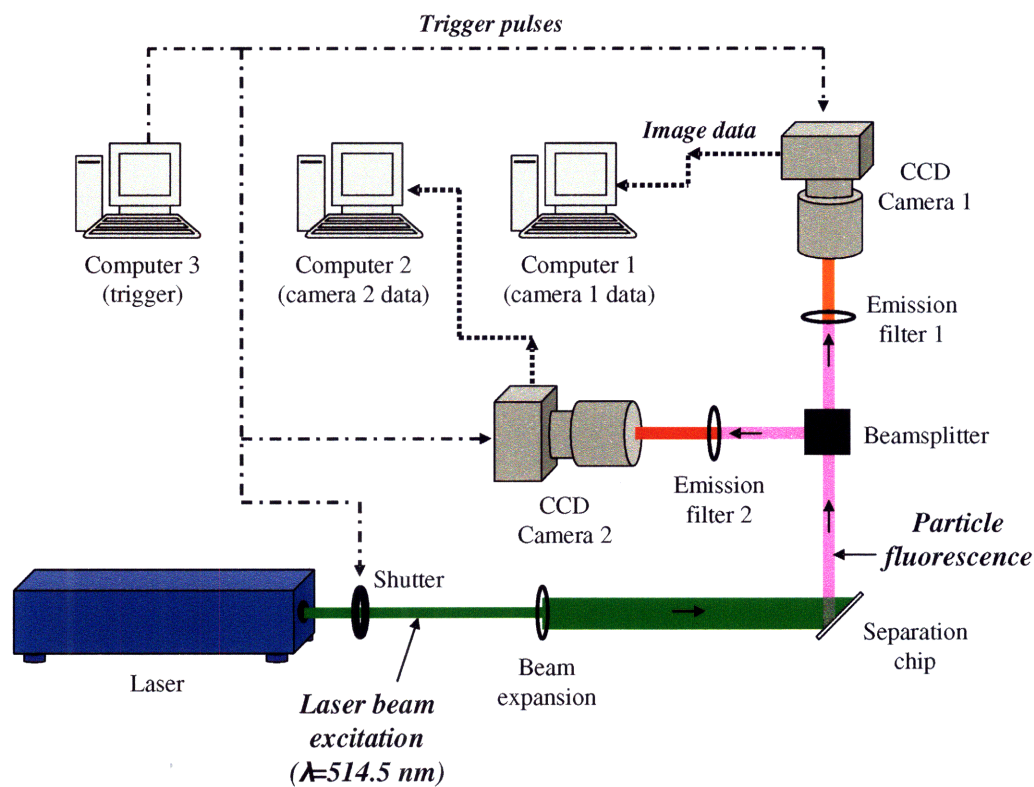 Trigger pulses
Image data
CCD
Camera 1
Computer 3
(trigger)
Computer 2
(camera 2 data)
Computer 1
(camera 1 data)
Emission
filter 1
Beamsplitter
Emission
filter 2
CCD
Camera 2
Particle
fluorescence
Shutter
Separation
chip
Laser
Beam
expansion
Laser beam
excitation
(λ=514.5 nm)